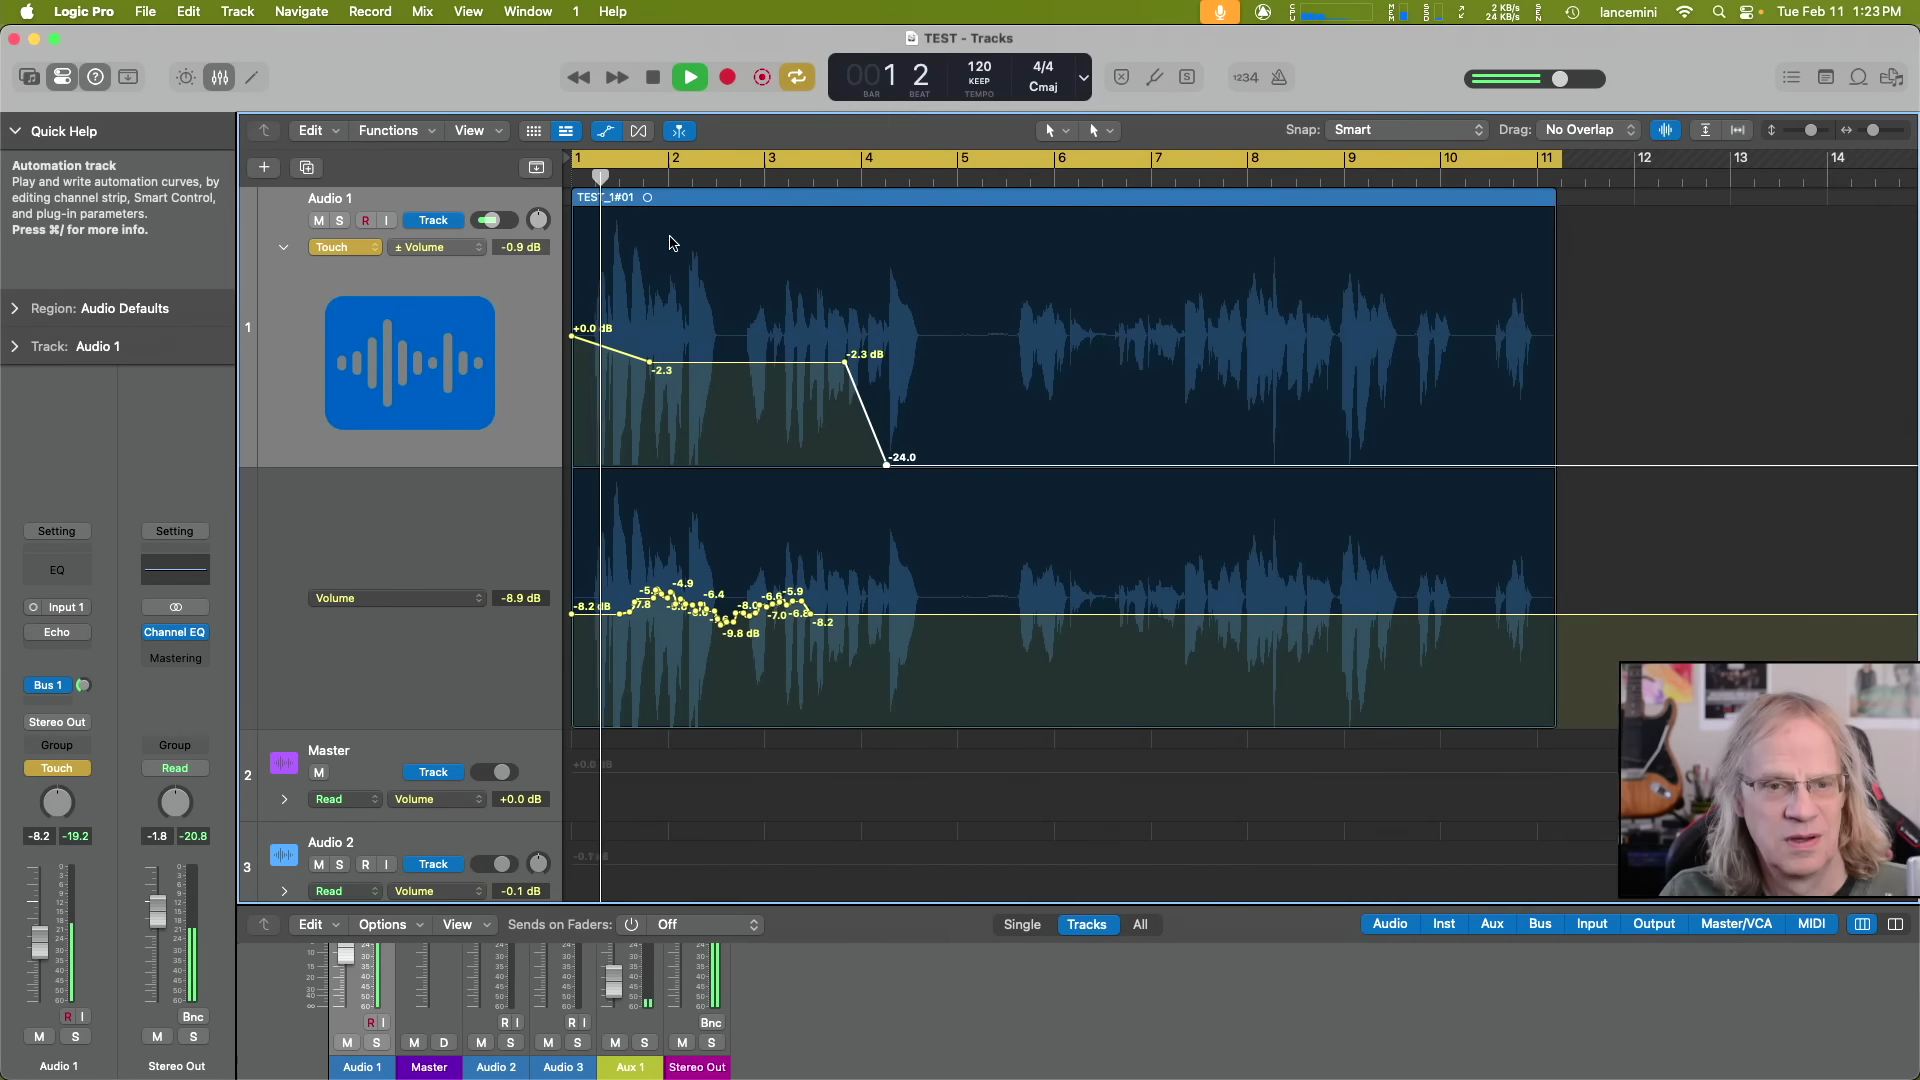 Logic Pro File Edit Track Navigate Record Mix View Window 1 Help
2 KB/s
24 KB/s
lancemini
Tue Feb 11 1:23 PM
TEST - Tracks
001 2
BAR BEAT
120
KEEP
TEMPO
4/4
Cmaj
S
1234
Quick Help
Automation track
Play and write automation curves, by
editing channel strip, Smart Control,
and plug-in parameters.
Press ⌘/ for more info.
Region: Audio Defaults
Track: Audio 1
Edit Functions View
Snap: Smart
Drag: No Overlap
1 2 3 4 5 6 7 8 9 10 11 12 13 14
TEST_1#01
1
Audio 1
M S R I Track
Touch ± Volume -0.9 dB
+0.0 dB
-2.3
-2.3 dB
-24.0
Volume -8.9 dB
-8.2 dB
-4.9
-6.4
-9.8 dB
-8.0
-6.6
-5.9
-7.0
-8.2
2
Master
M Track
Read Volume +0.0 dB
3
Audio 2
M S R I Track
Read Volume -0.1 dB
Setting Setting
EQ
Input 1
Echo Channel EQ
Mastering
Bus 1
Stereo Out
Group Group
Touch Read
-8.2 -19.2 -1.8 -20.8
R I Bnc
M S M S
Audio 1 Stereo Out
Edit Options View Sends on Faders: Off
Single Tracks All
Audio Inst Aux Bus Input Output Master/VCA MIDI
R I R I R I Bnc
M S M D M S M S M S M S
Audio 1 Master Audio 2 Audio 3 Aux 1 Stereo Out